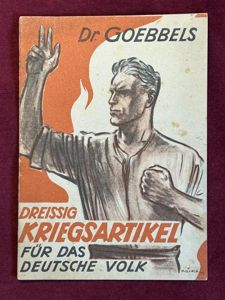 Dr. GOEBBELS
DREISSIG
KRIEGSARTIKEL
FÜR DAS
DEUTSCHE VOLK